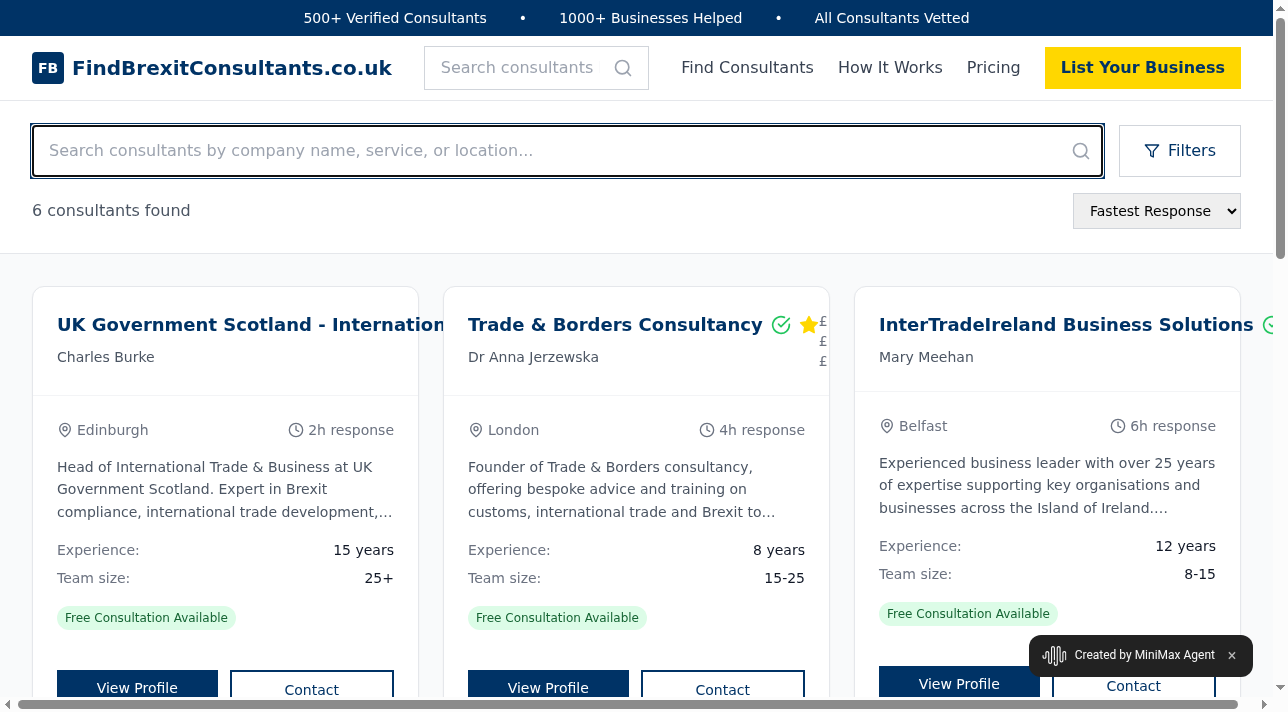 500+ Verified Consultants • 1000+ Businesses Helped • All Consultants Vetted
FB FindBrexitConsultants.co.uk
Search consultants
Find Consultants
How It Works
Pricing
List Your Business
Search consultants by company name, service, or location...
Filters
6 consultants found
Fastest Response
UK Government Scotland - Internation
Charles Burke
Edinburgh
2h response
Head of International Trade & Business at UK
Government Scotland. Expert in Brexit
compliance, international trade development,...
Experience: 15 years
Team size: 25+
Free Consultation Available
View Profile
Contact
Trade & Borders Consultancy
£
£
£
Dr Anna Jerzewska
London
4h response
Founder of Trade & Borders consultancy,
offering bespoke advice and training on
customs, international trade and Brexit to...
Experience: 8 years
Team size: 15-25
Free Consultation Available
View Profile
Contact
InterTradeIreland Business Solutions
Mary Meehan
Belfast
6h response
Experienced business leader with over 25 years
of expertise supporting key organisations and
businesses across the Island of Ireland....
Experience: 12 years
Team size: 8-15
Free Consultation Available
View Profile
Contact
Created by MiniMax Agent ×